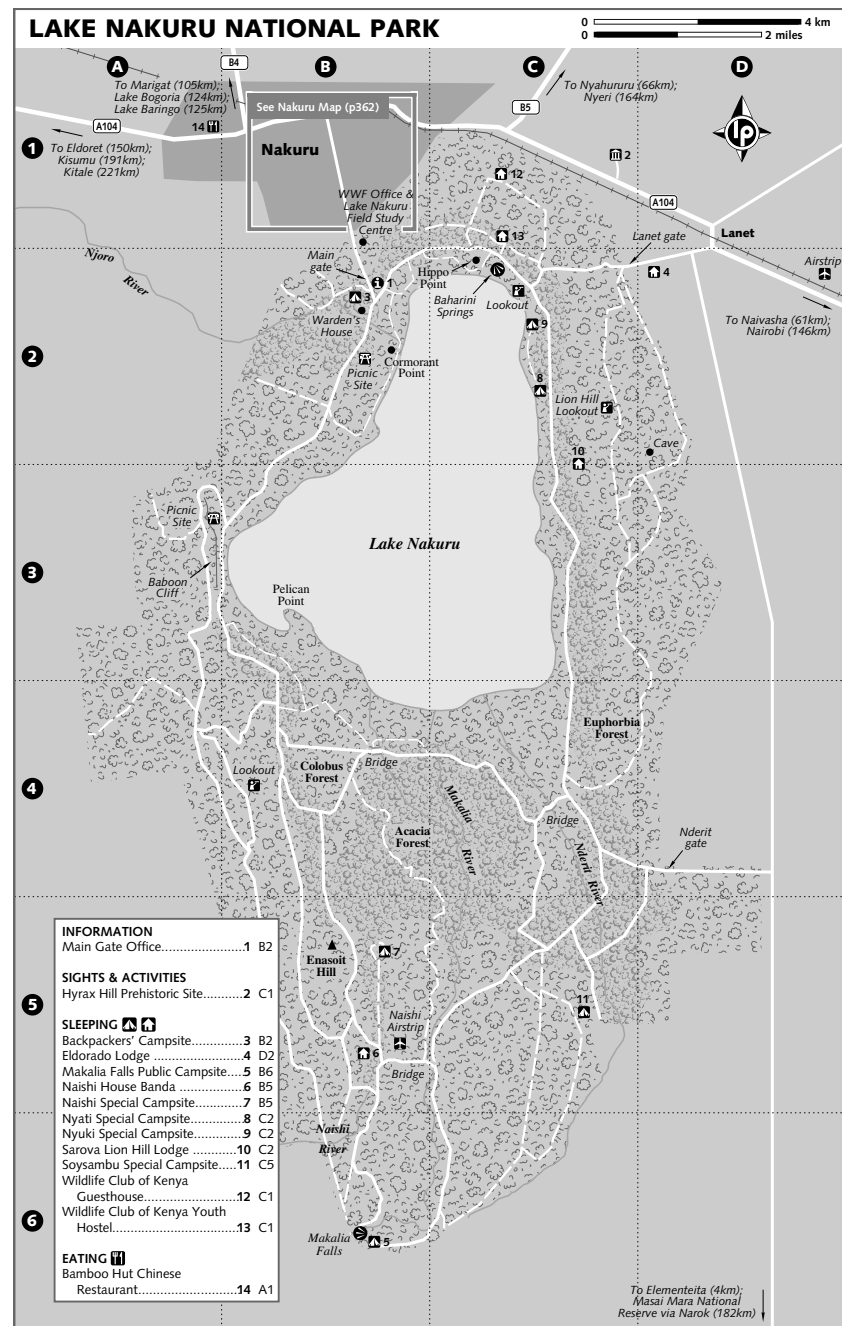 LAKE NAKURU NATIONAL PARK
0 4 km
0 2 miles
A
B
C
D
B4
To Marigat (105km);
Lake Bogoria (124km);
Lake Baringo (125km)
See Nakuru Map (p362)
To Nyahururu (66km);
Nyeri (164km)
B5
lp
A104
14
1
Nakuru
2
To Eldoret (150km);
Kisumu (191km);
Kitale (221km)
12
WWF Office &
Lake Nakuru
Field Study
Centre
A104
13
Lanet
Lanet gate
Njoro
River
Main
gate
Hippo
Point
1
4
Airstrip
3
Baharini
Springs
Lookout
Warden's
House
9
To Naivasha (61km);
Nairobi (146km)
2
Picnic
Site
Cormorant
Point
8
Lion Hill
Lookout
10
Cave
Picnic
Site
Lake Nakuru
3
Baboon
Cliff
Pelican
Point
Euphorbia
Forest
Colobus
Forest
Bridge
Lookout
4
Makalia
River
Acacia
Forest
Bridge
Nderit River
Nderit
gate
INFORMATION
Main Gate Office.....................1 B2
SIGHTS & ACTIVITIES
Hyrax Hill Prehistoric Site..........2 C1
SLEEPING
Backpackers' Campsite.............3 B2
Eldorado Lodge.......................4 D2
Makalia Falls Public Campsite....5 B6
Naishi House Banda.................6 B5
Naishi Special Campsite............7 B5
Nyati Special Campsite.............8 C2
Nyuki Special Campsite............9 C2
Sarova Lion Hill Lodge............10 C2
Soysambu Special Campsite.....11 C5
Wildlife Club of Kenya
Guesthouse........................12 C1
Wildlife Club of Kenya Youth
Hostel...............................13 C1
EATING
Bamboo Hut Chinese
Restaurant.........................14 A1
Enasoit
Hill
7
5
Naishi
Airstrip
11
6
Bridge
Naishi
River
6
Makalia
Falls
5
To Elementeita (4km);
Masai Mara National
Reserve via Narok (182km)